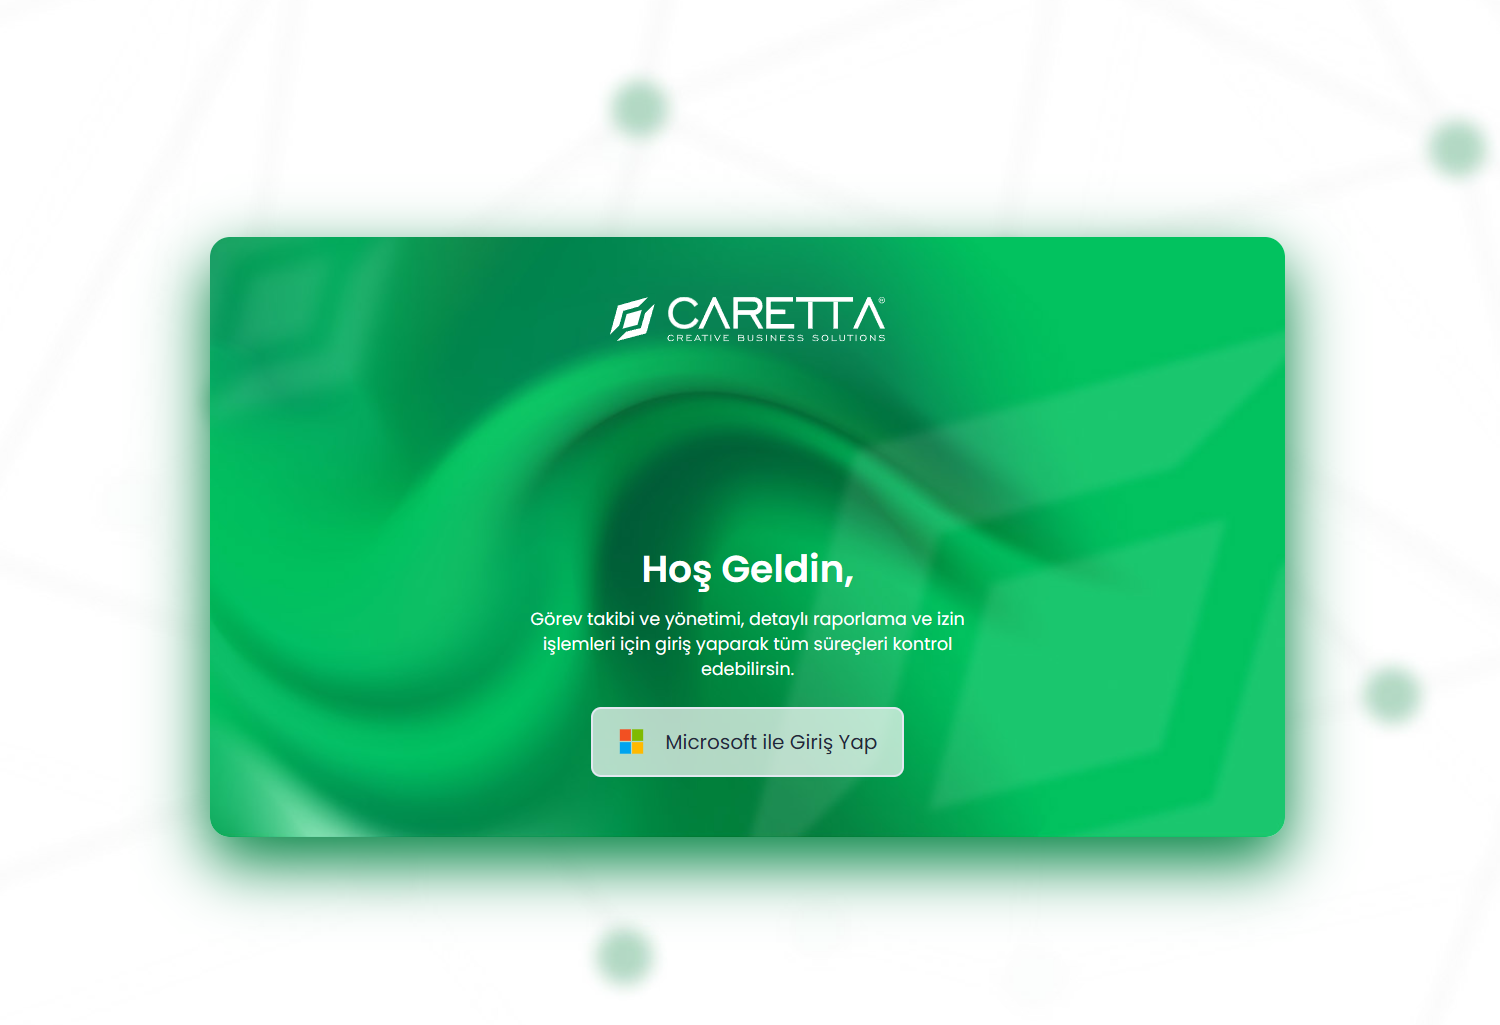 CARETTA®
CREATIVE BUSINESS SOLUTIONS
Hoş Geldin,
Görev takibi ve yönetimi, detaylı raporlama ve izin
işlemleri için giriş yaparak tüm süreçleri kontrol
edebilirsin.
Microsoft ile Giriş Yap